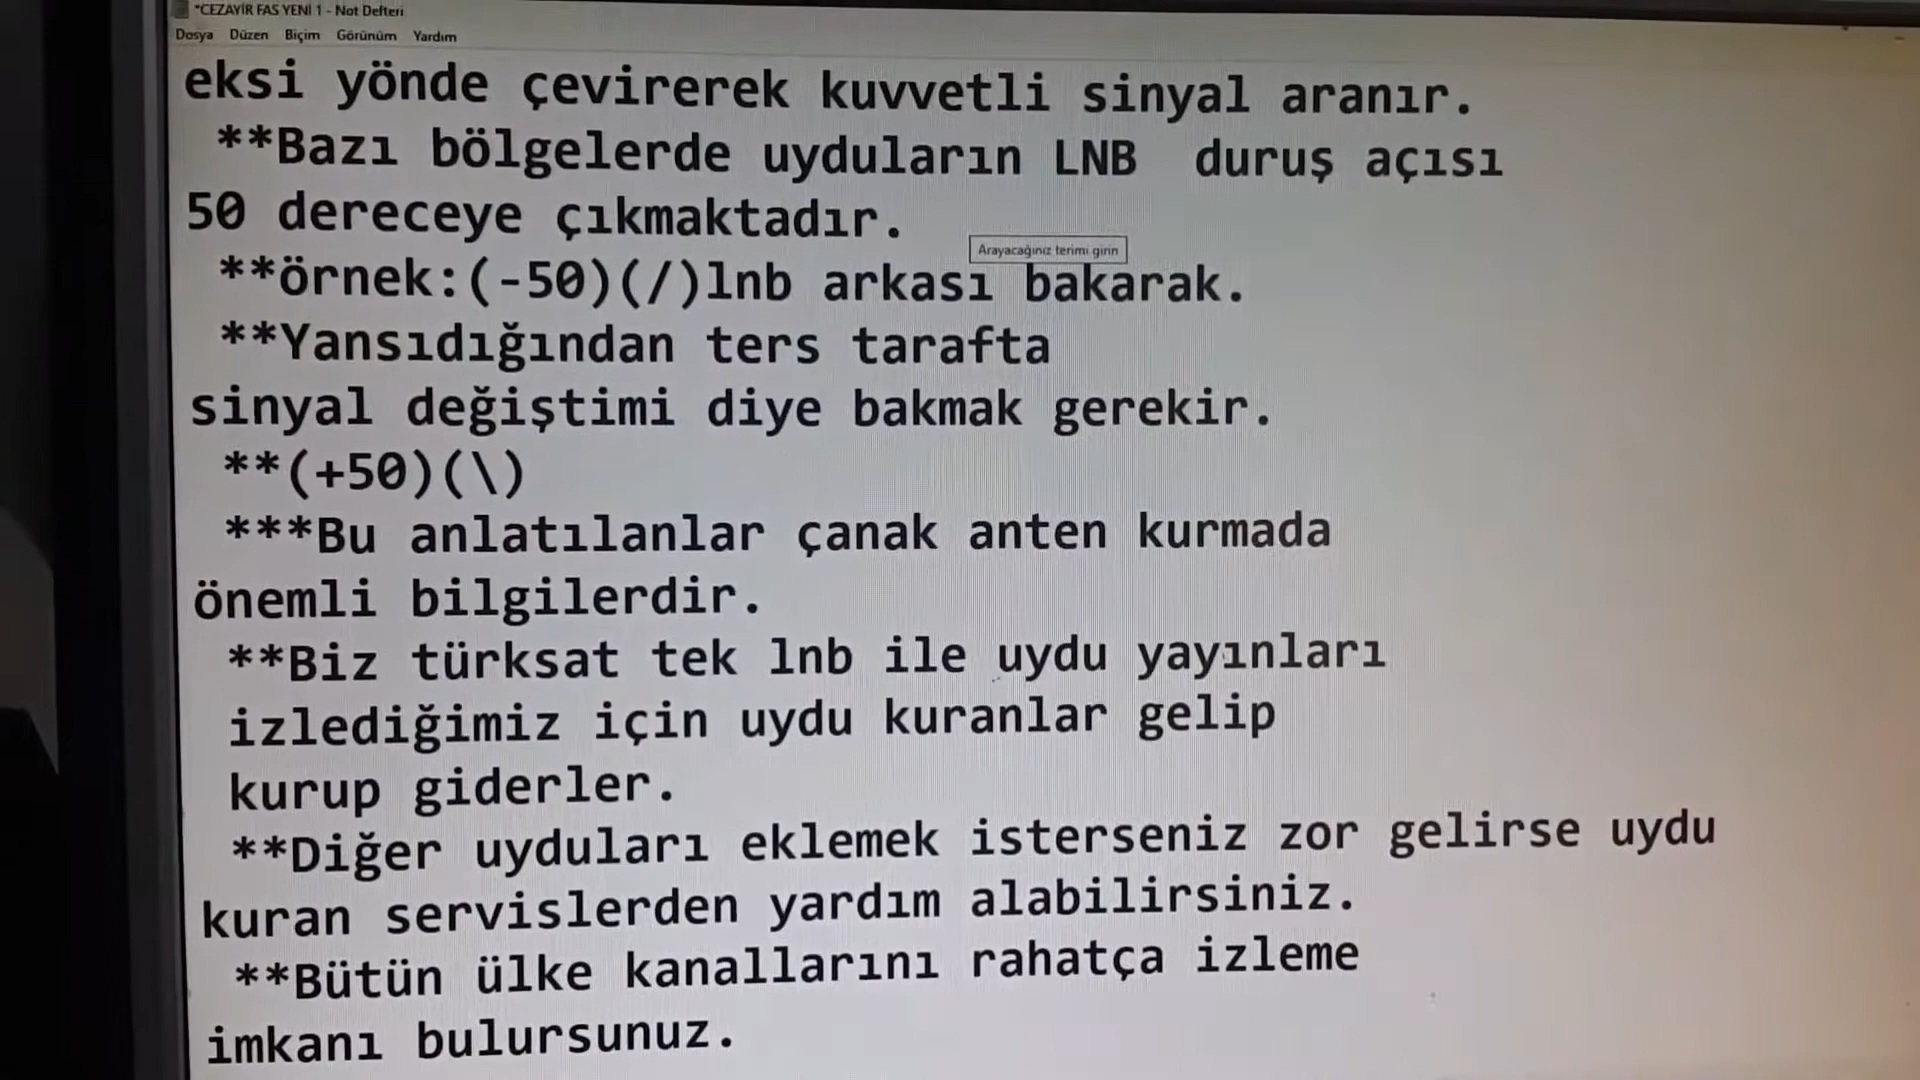 *CEZAYİR FAS YENİ 1 - Not Defteri
Dosya Düzen Biçim Görünüm Yardım
eksi yönde çevirerek kuvvetli sinyal aranır.
**Bazı bölgelerde uyduların LNB duruş açısı
50 dereceye çıkmaktadır.
Arayacağınız terimi girin
**örnek:(-50)(/)lnb arkası bakarak.
**Yansıdığından ters tarafta
sinyal değiştimi diye bakmak gerekir.
**(+50)(\)
***Bu anlatılanlar çanak anten kurmada
önemli bilgilerdir.
**Biz türksat tek lnb ile uydu yayınları
izlediğimiz için uydu kuranlar gelip
kurup giderler.
**Diğer uyduları eklemek isterseniz zor gelirse uydu
kuran servislerden yardım alabilirsiniz.
**Bütün ülke kanallarını rahatça izleme
imkanı bulursunuz.